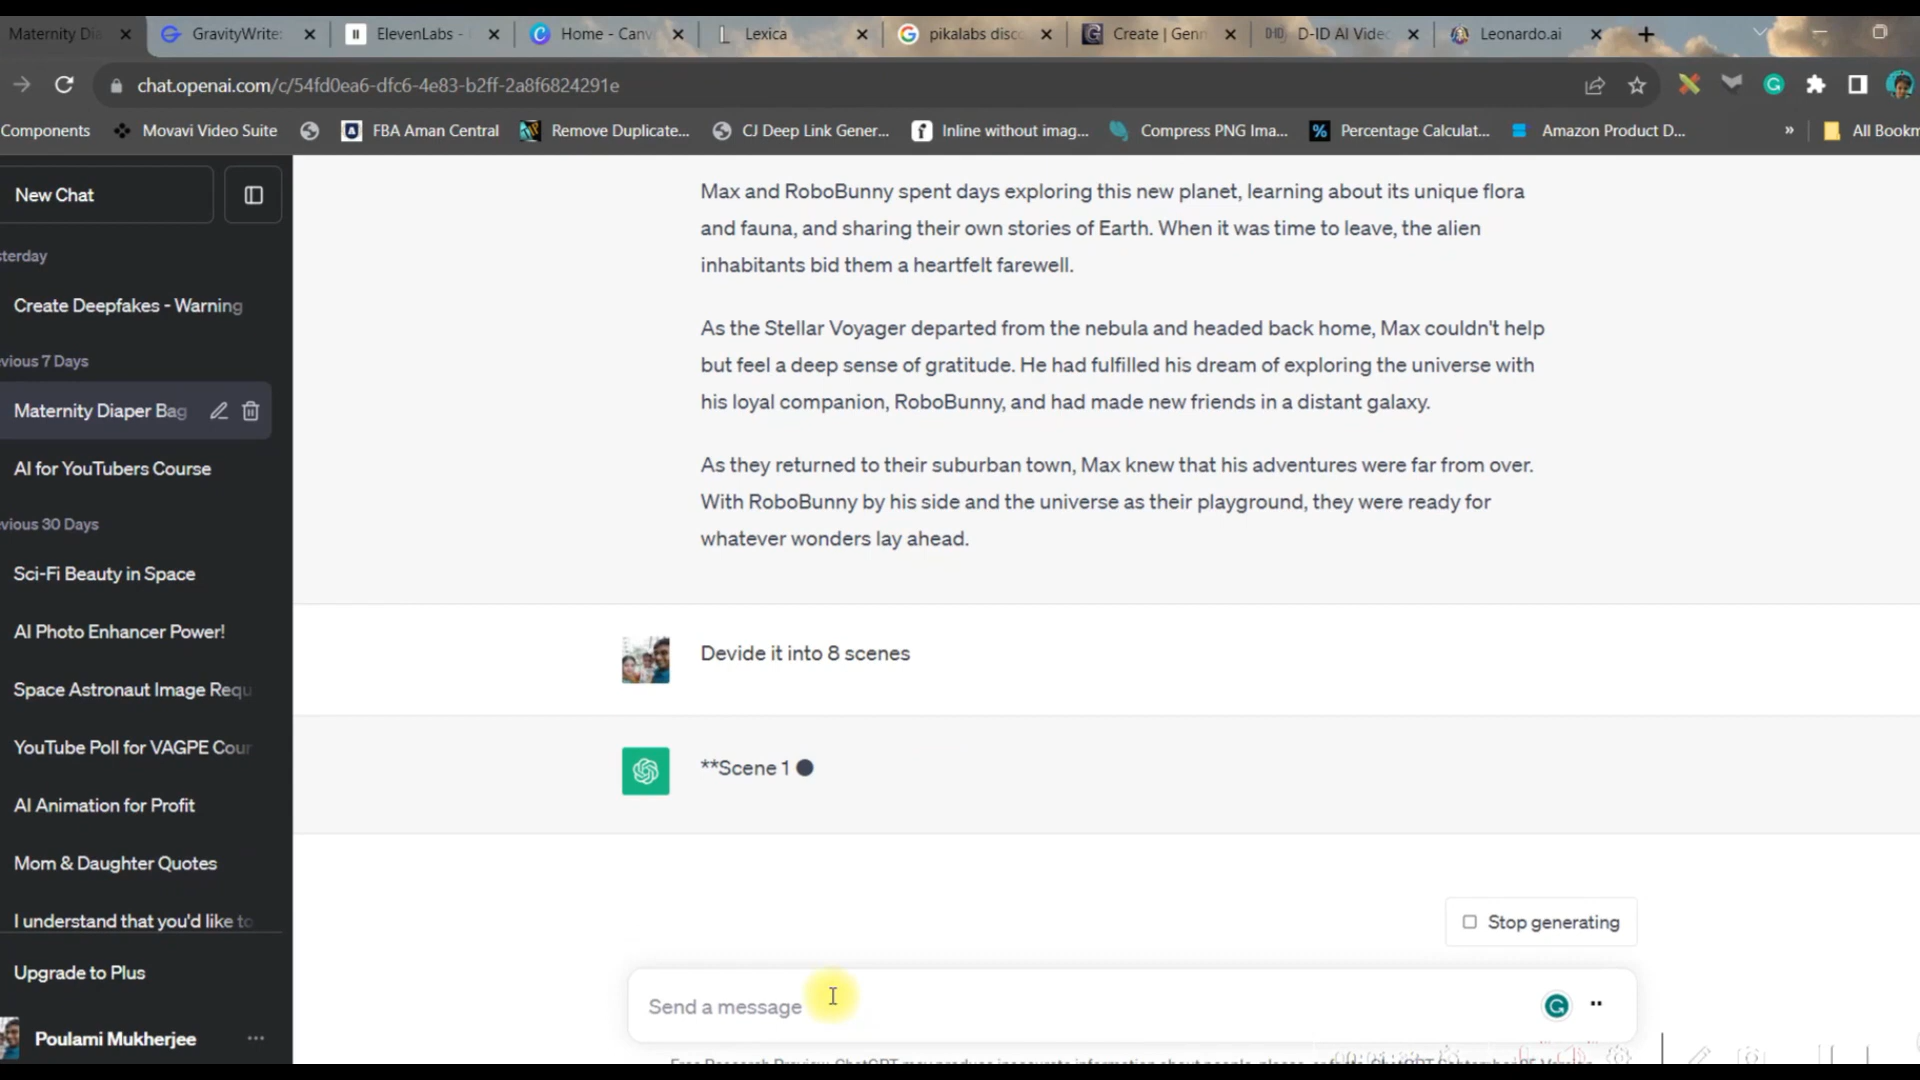 Maternity Dia
GravityWrite:
ElevenLabs -
Home - Canv
Lexica
pikalabs disc
Create | Genm
D-ID AI Vide
Leonardo.ai
chat.openai.com/c/54fd0ea6-dfc6-4e83-b2ff-2a8f6824291e
Components
Movavi Video Suite
FBA Aman Central
Remove Duplicate...
CJ Deep Link Gener...
Inline without imag...
Compress PNG Ima...
Percentage Calculat...
Amazon Product D...
»
All Bookm
New Chat
sterday
Create Deepfakes - Warning
evious 7 Days
Maternity Diaper Bag
AI for YouTubers Course
evious 30 Days
Sci-Fi Beauty in Space
AI Photo Enhancer Power!
Space Astronaut Image Requ
YouTube Poll for VAGPE Cour
AI Animation for Profit
Mom & Daughter Quotes
I understand that you'd like to
Upgrade to Plus
Poulami Mukherjee
Max and RoboBunny spent days exploring this new planet, learning about its unique flora
and fauna, and sharing their own stories of Earth. When it was time to leave, the alien
inhabitants bid them a heartfelt farewell.
As the Stellar Voyager departed from the nebula and headed back home, Max couldn't help
but feel a deep sense of gratitude. He had fulfilled his dream of exploring the universe with
his loyal companion, RoboBunny, and had made new friends in a distant galaxy.
As they returned to their suburban town, Max knew that his adventures were far from over.
With RoboBunny by his side and the universe as their playground, they were ready for
whatever wonders lay ahead.
Devide it into 8 scenes
**Scene 1
Stop generating
Send a message